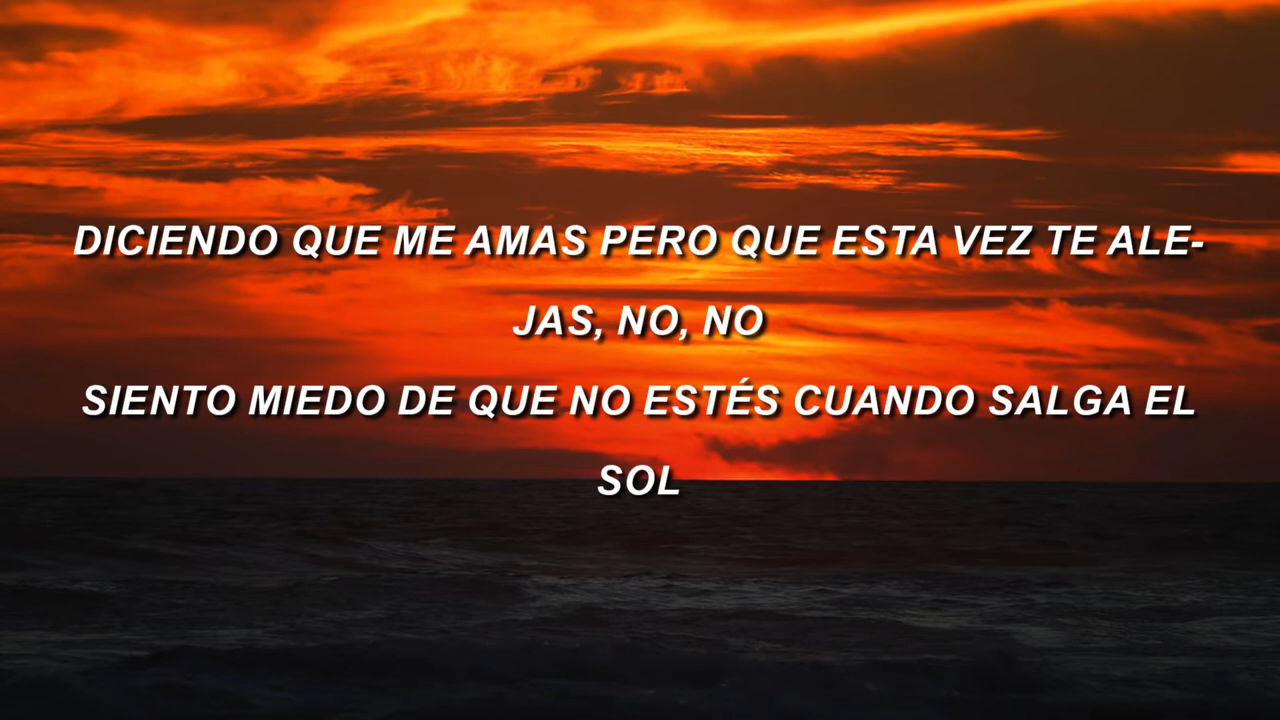 DICIENDO QUE ME AMAS PERO QUE ESTA VEZ TE ALE-
JAS, NO, NO
SIENTO MIEDO DE QUE NO ESTÉS CUANDO SALGA EL
SOL